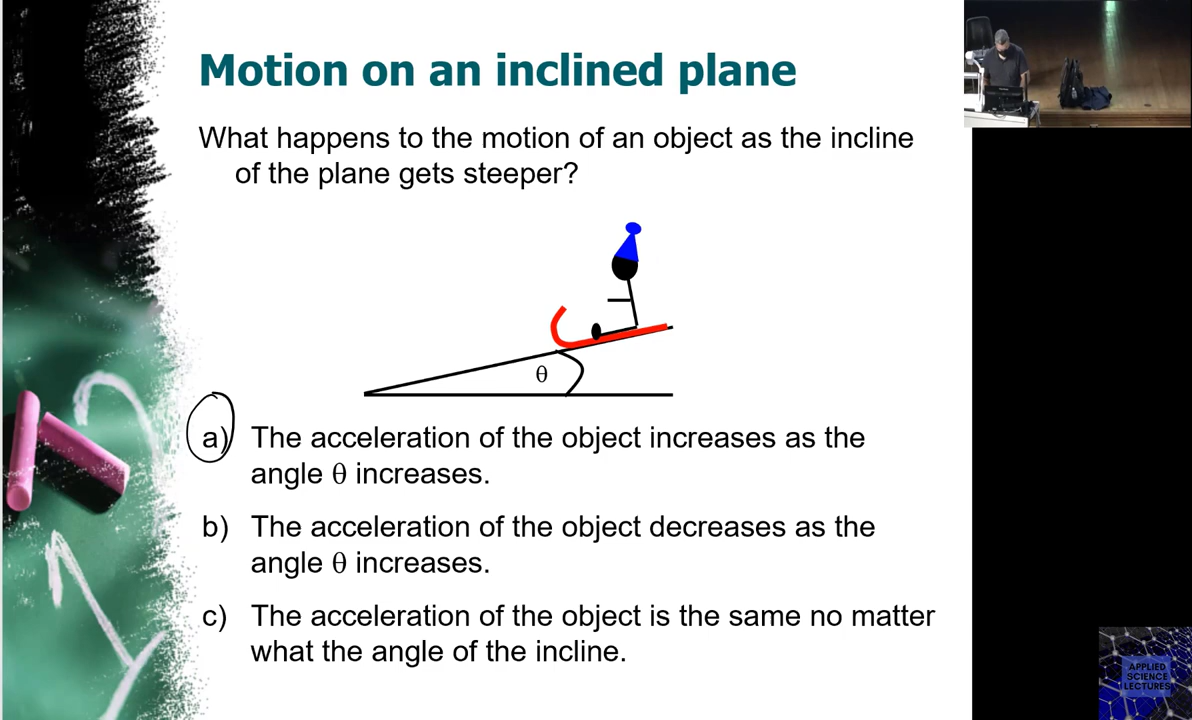 Motion on an inclined plane
What happens to the motion of an object as the incline
of the plane gets steeper?
θ
a) The acceleration of the object increases as the
angle θ increases.
b) The acceleration of the object decreases as the
angle θ increases.
c) The acceleration of the object is the same no matter
what the angle of the incline.
APPLIED
SCIENCE
LECTURES